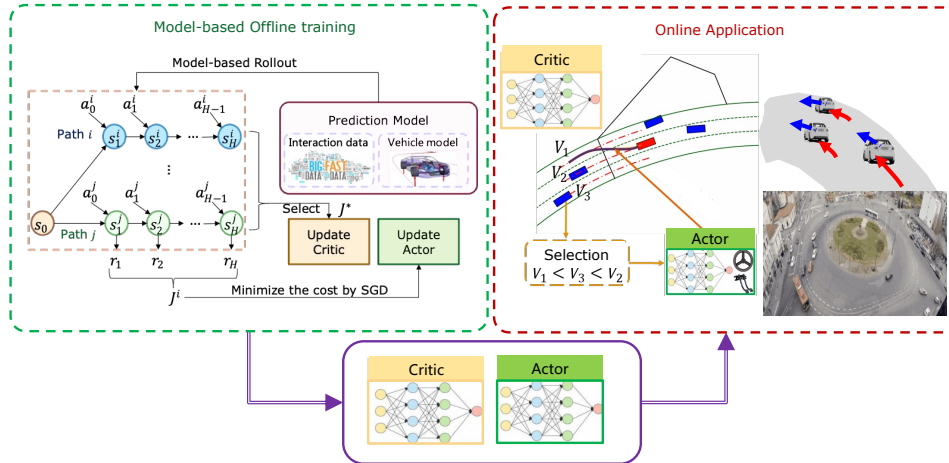 Model-based Offline training
Model-based Rollout
a_0^i a_1^i a_{H-1}^i
Path i s_1^i s_2^i ... s_H^i
⋮
a_0^j a_1^j a_{H-1}^j
s_0 Path j s_1^j s_2^j ... s_H^j
r_1 r_2 r_H
J^i Minimize the cost by SGD
Prediction Model
Interaction data
BIG FAST
DATA DATA
Vehicle model
Select J*
Update
Critic
Update
Actor
Online Application
Critic
V_1
V_2
V_3
Selection
V_1 < V_3 < V_2
Actor
Critic
Actor